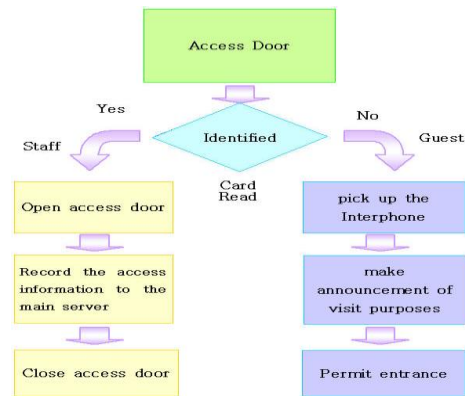 Access Door
Yes
No
Staff
Identified
Guest
Card
Read
Open access door
pick up the
Interphone
Record the access
information to the
main server
make
announcement of
visit purposes
Close access door
Permit entrance